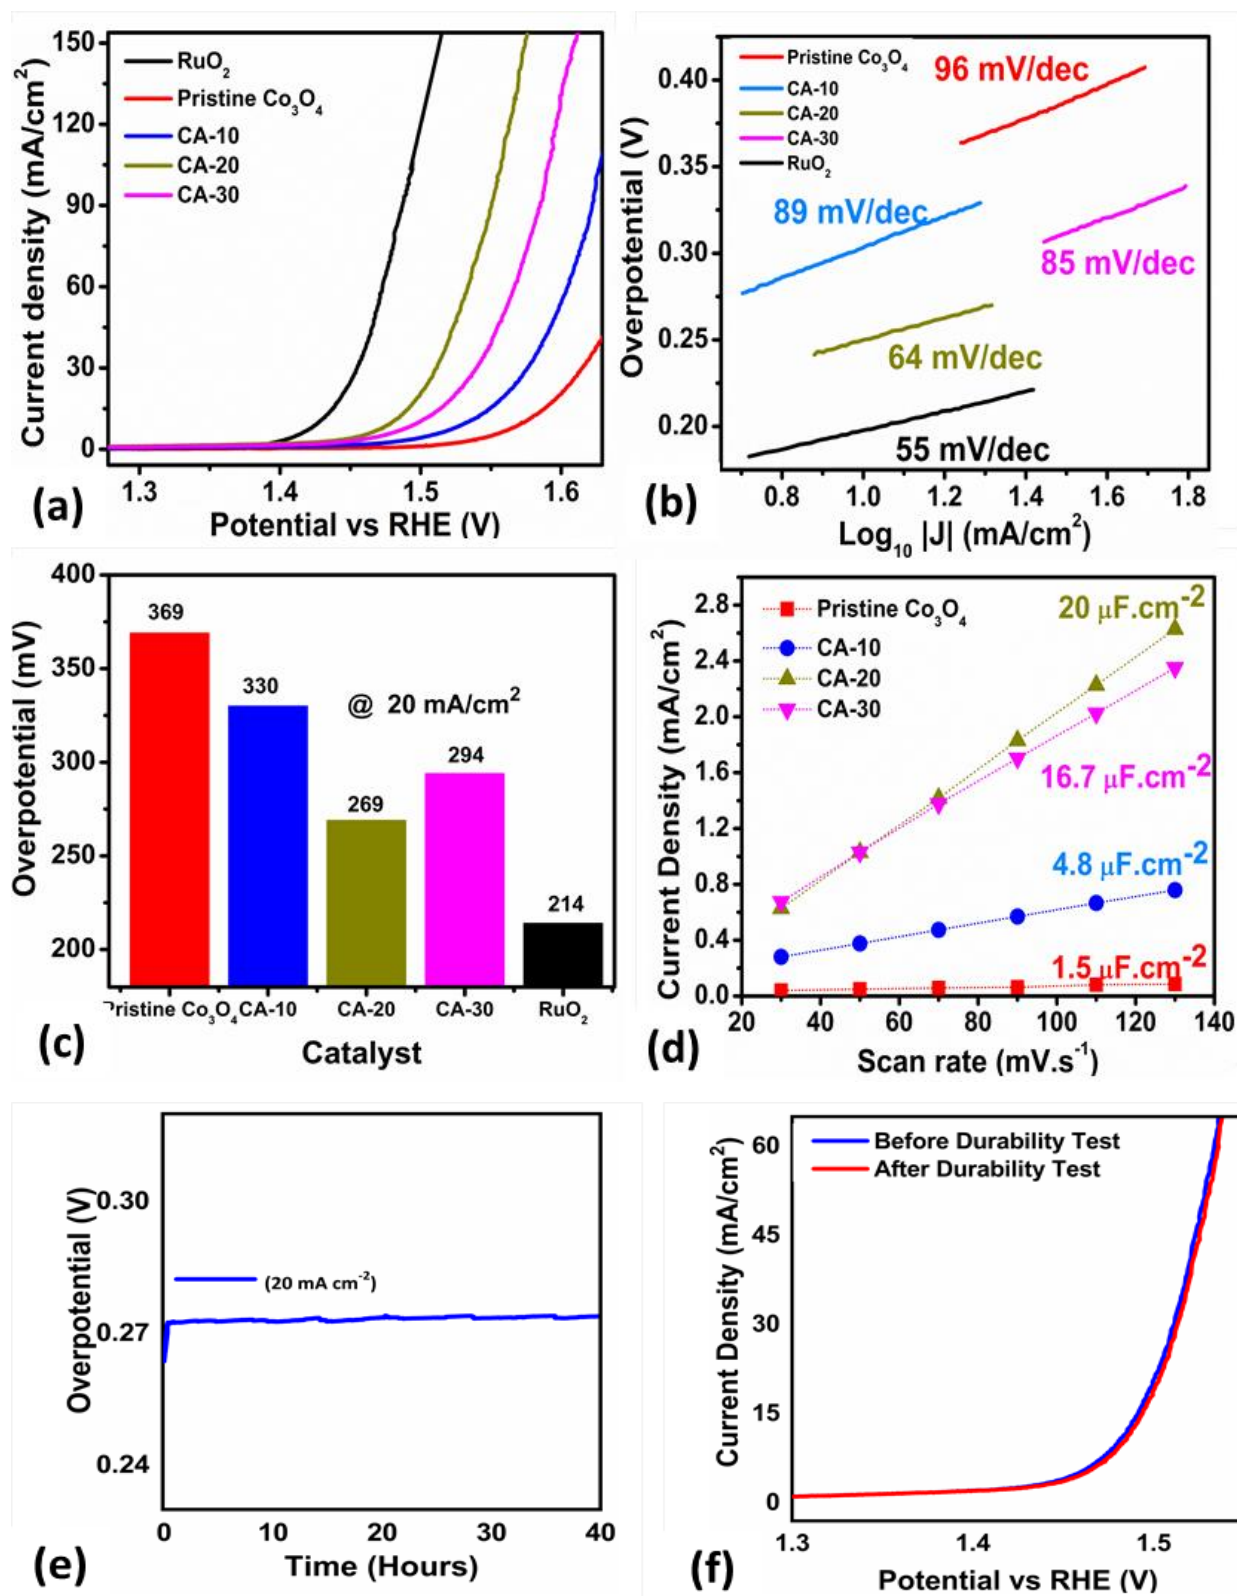 150
120
90
60
30
0
Current density (mA/cm²)
RuO₂
Pristine Co₃O₄
CA-10
CA-20
CA-30
1.3 1.4 1.5 1.6
Potential vs RHE (V)
(a)
0.40
0.35
0.30
0.25
0.20
Overpotential (V)
Pristine Co₃O₄
CA-10
CA-20
CA-30
RuO₂
96 mV/dec
89 mV/dec
85 mV/dec
64 mV/dec
55 mV/dec
0.8 1.0 1.2 1.4 1.6 1.8
Log₁₀ |J| (mA/cm²)
(b)
400
350
300
250
200
Overpotential (mV)
369
330
@ 20 mA/cm²
294
269
214
Pristine Co₃O₄ CA-10 CA-20 CA-30 RuO₂
Catalyst
(c)
2.8
2.4
2.0
1.6
1.2
0.8
0.4
0.0
Current Density (mA/cm²)
Pristine Co₃O₄
CA-10
CA-20
CA-30
20 µF.cm⁻²
16.7 µF.cm⁻²
4.8 µF.cm⁻²
1.5 µF.cm⁻²
20 40 60 80 100 120 140
Scan rate (mV.s⁻¹)
(d)
0.30
0.27
0.24
Overpotential (V)
(20 mA cm⁻²)
0 10 20 30 40
Time (Hours)
(e)
60
45
30
15
0
Current Density (mA/cm²)
Before Durability Test
After Durability Test
1.3 1.4 1.5
Potential vs RHE (V)
(f)